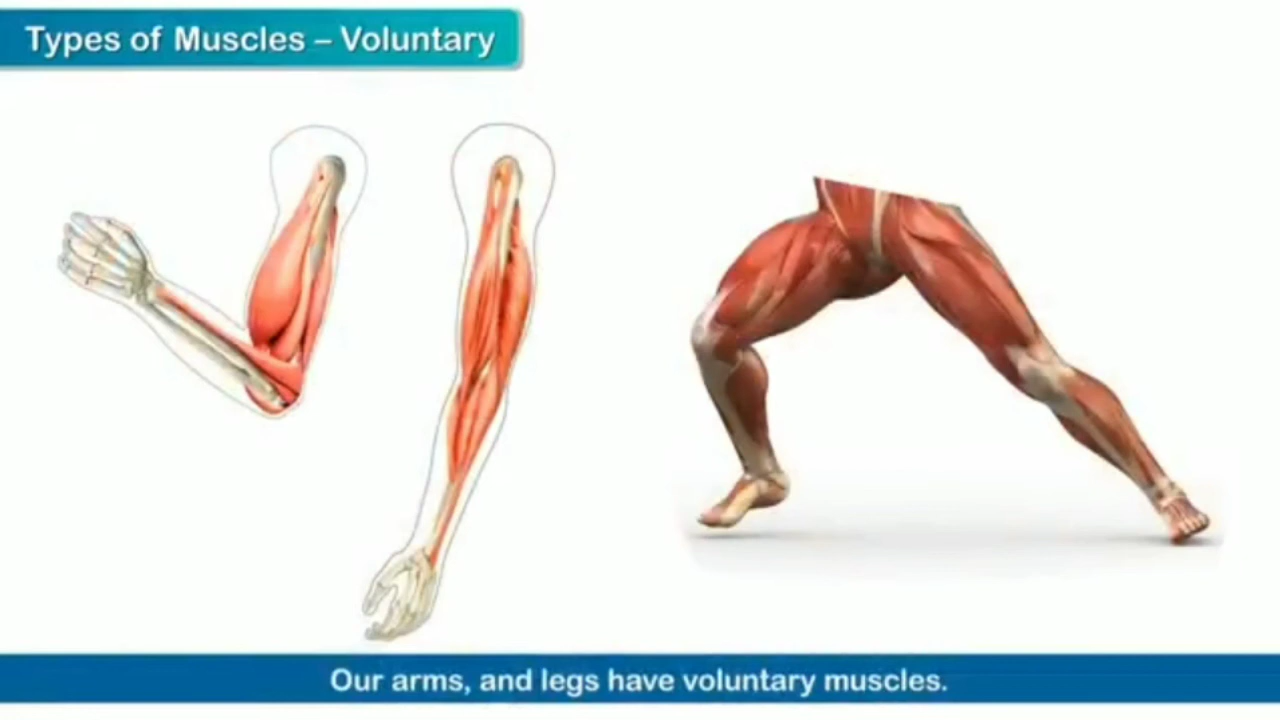 Types of Muscles – Voluntary
Our arms, and legs have voluntary muscles.